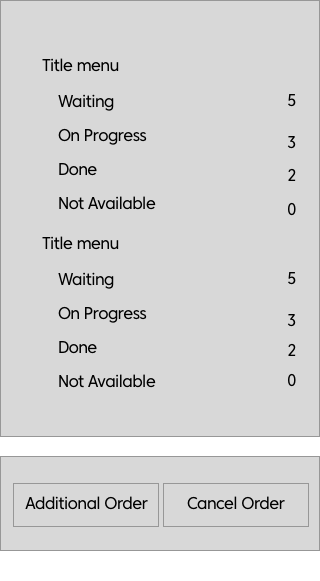 Title menu
Waiting 5
On Progress 3
Done 2
Not Available 0
Title menu
Waiting 5
On Progress 3
Done 2
Not Available 0
Additional Order Cancel Order